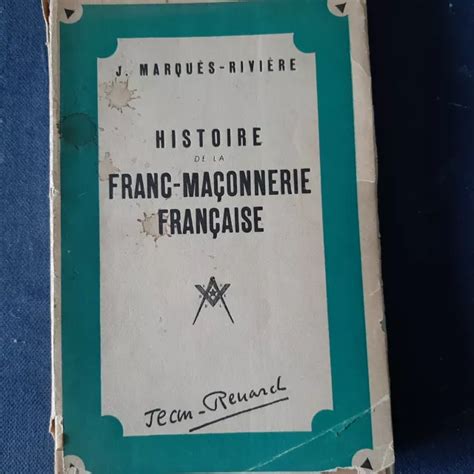 J. MARQUÈS-RIVIÈRE
HISTOIRE
DE LA
FRANC-MAÇONNERIE
FRANÇAISE
Jean-Renard